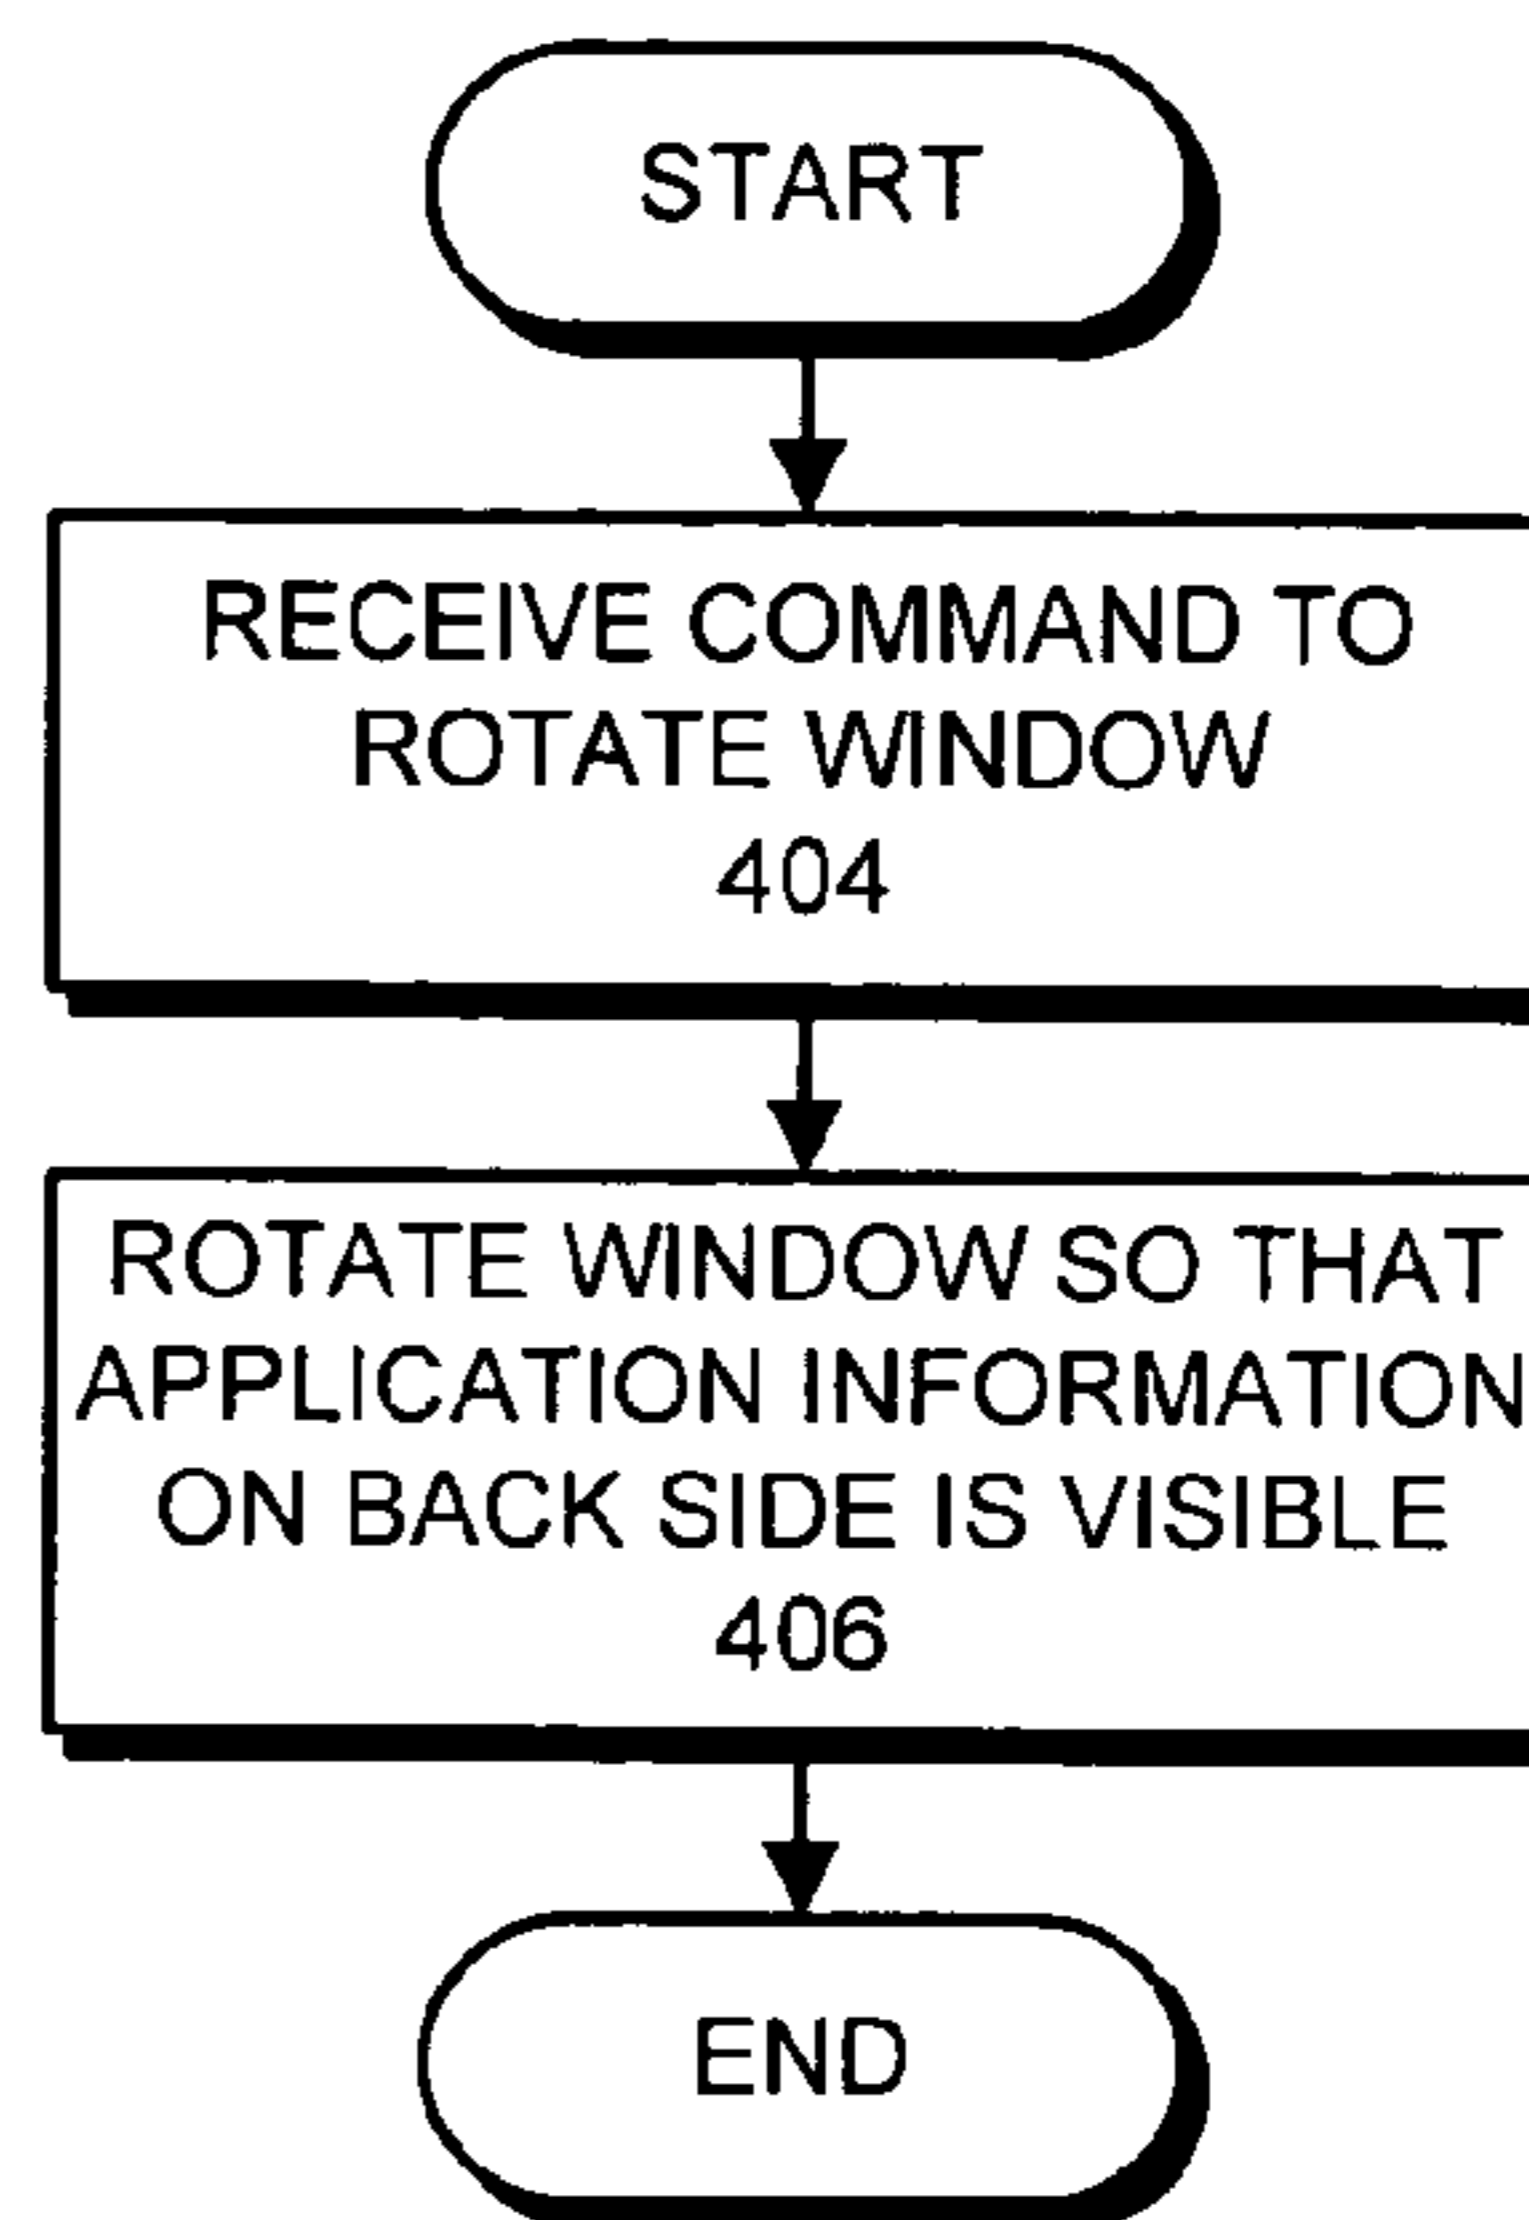 START
RECEIVE COMMAND TO
ROTATE WINDOW
404
ROTATE WINDOW SO THAT
APPLICATION INFORMATION
ON BACK SIDE IS VISIBLE
406
END